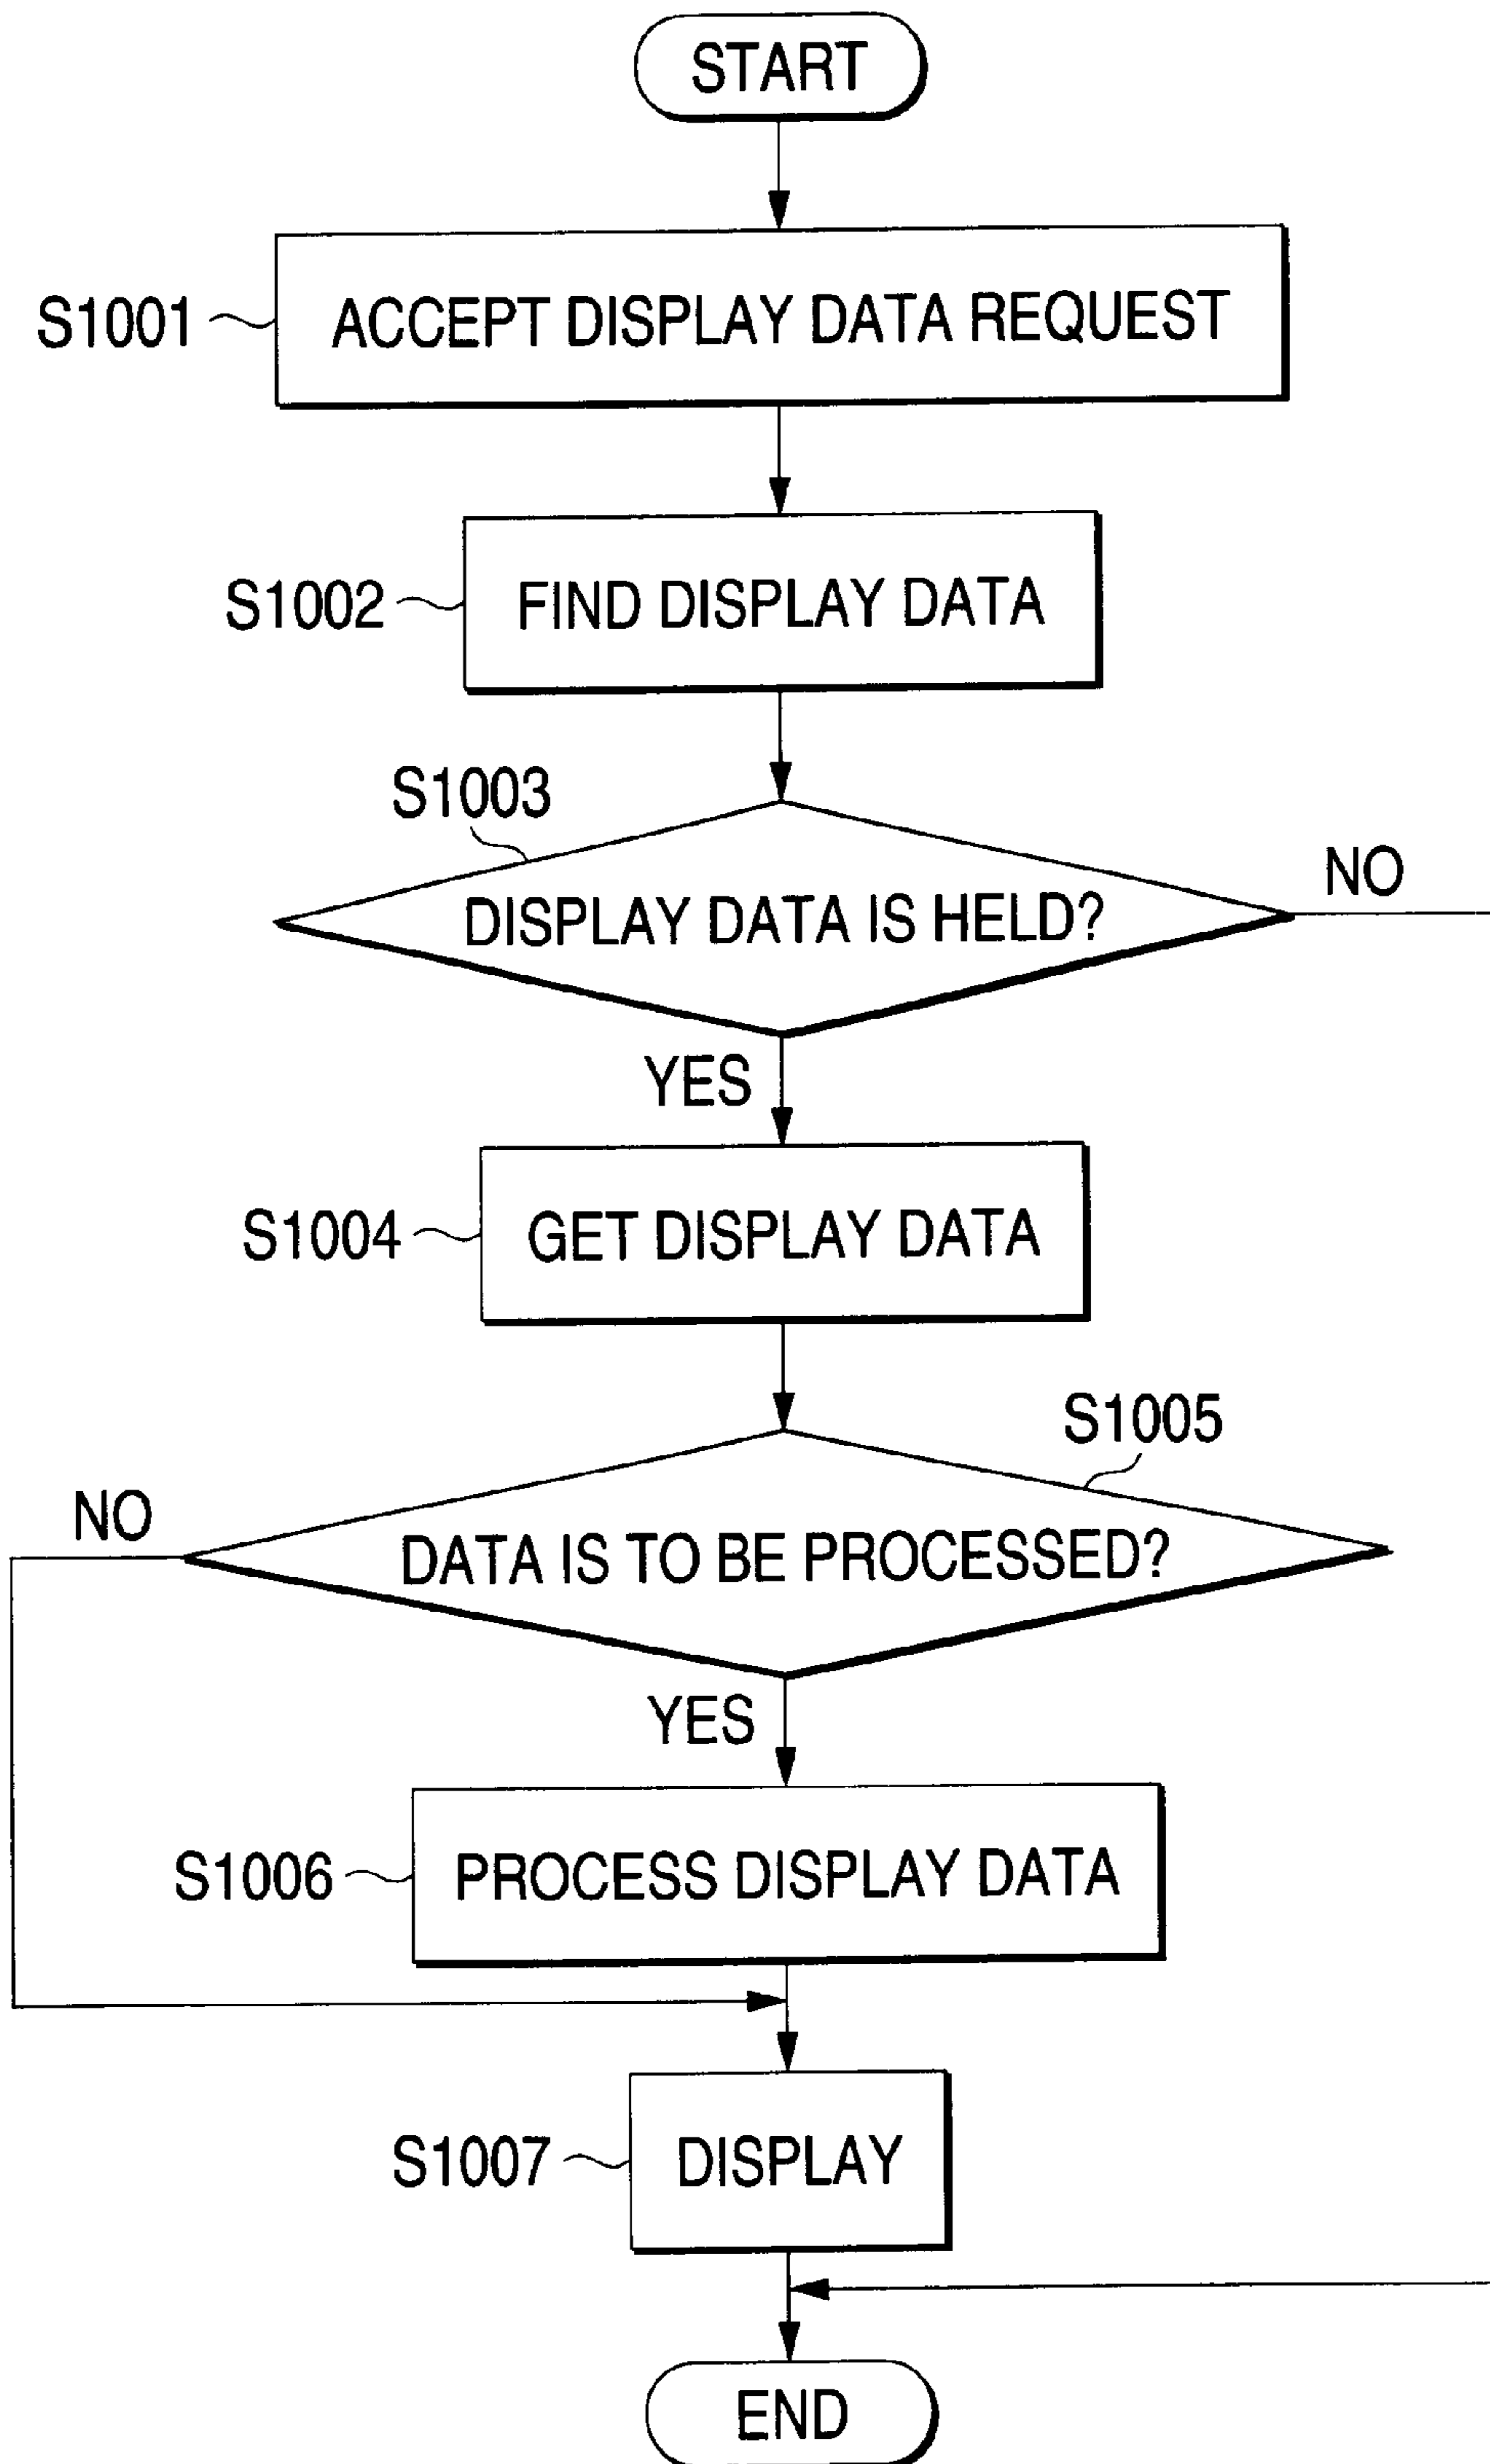 START
S1001 ACCEPT DISPLAY DATA REQUEST
S1002 FIND DISPLAY DATA
S1003
DISPLAY DATA IS HELD?
NO
YES
S1004 GET DISPLAY DATA
S1005
NO
DATA IS TO BE PROCESSED?
YES
S1006 PROCESS DISPLAY DATA
S1007 DISPLAY
END